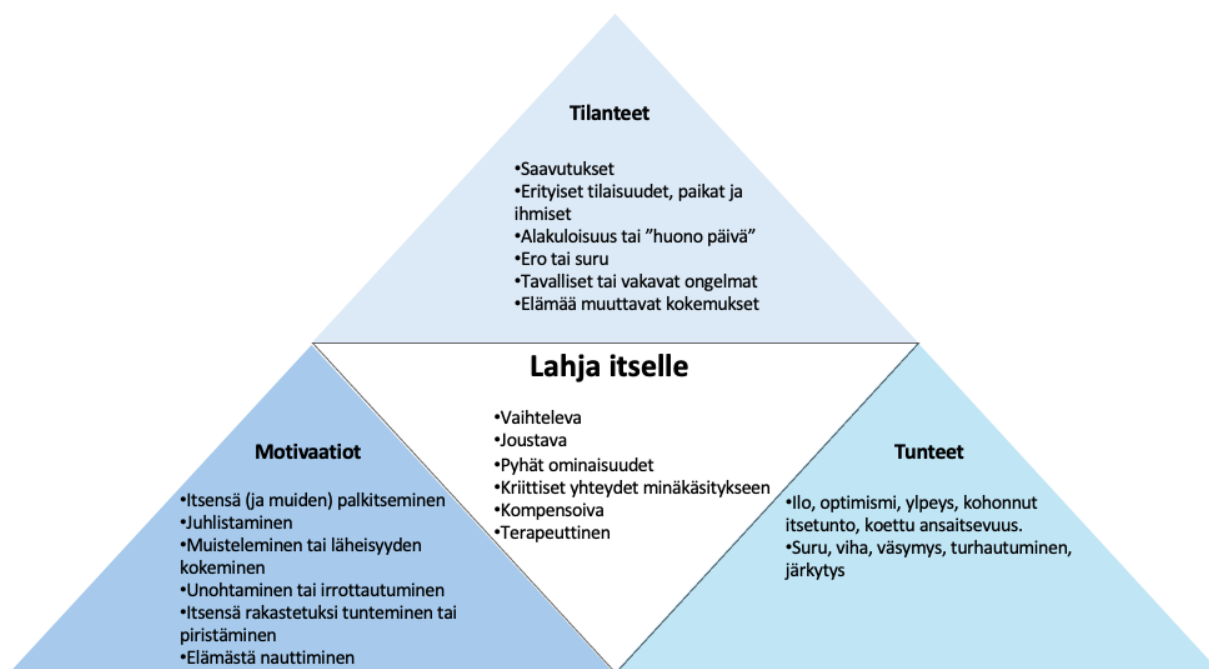 Tilanteet
•Saavutukset
•Erityiset tilaisuudet, paikat ja
ihmiset
•Alakuloisuus tai ”huono päivä”
•Ero tai suru
•Tavalliset tai vakavat ongelmat
•Elämää muuttavat kokemukset
Lahja itselle
•Vaihteleva
•Joustava
•Pyhät ominaisuudet
•Kriittiset yhteydet minäkäsitykseen
•Kompensoiva
•Terapeuttinen
Motivaatiot
•Itsensä (ja muiden) palkitseminen
•Juhlistaminen
•Muisteleminen tai läheisyyden
kokeminen
•Unohtaminen tai irrottautuminen
•Itsensä rakastetuksi tunteminen tai
piristäminen
•Elämästä nauttiminen
Tunteet
•Ilo, optimismi, ylpeys, kohonnut
itsetunto, koettu ansaitsevuus.
•Suru, viha, väsymys, turhautuminen,
järkytys